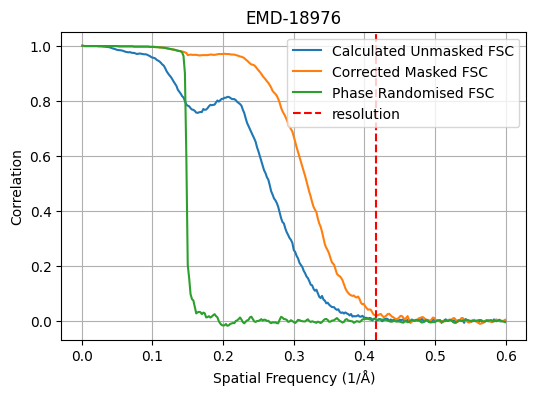 EMD-18976
Calculated Unmasked FSC
Corrected Masked FSC
Phase Randomised FSC
resolution
Correlation
1.0
0.8
0.6
0.4
0.2
0.0
0.0 0.1 0.2 0.3 0.4 0.5 0.6
Spatial Frequency (1/Å)